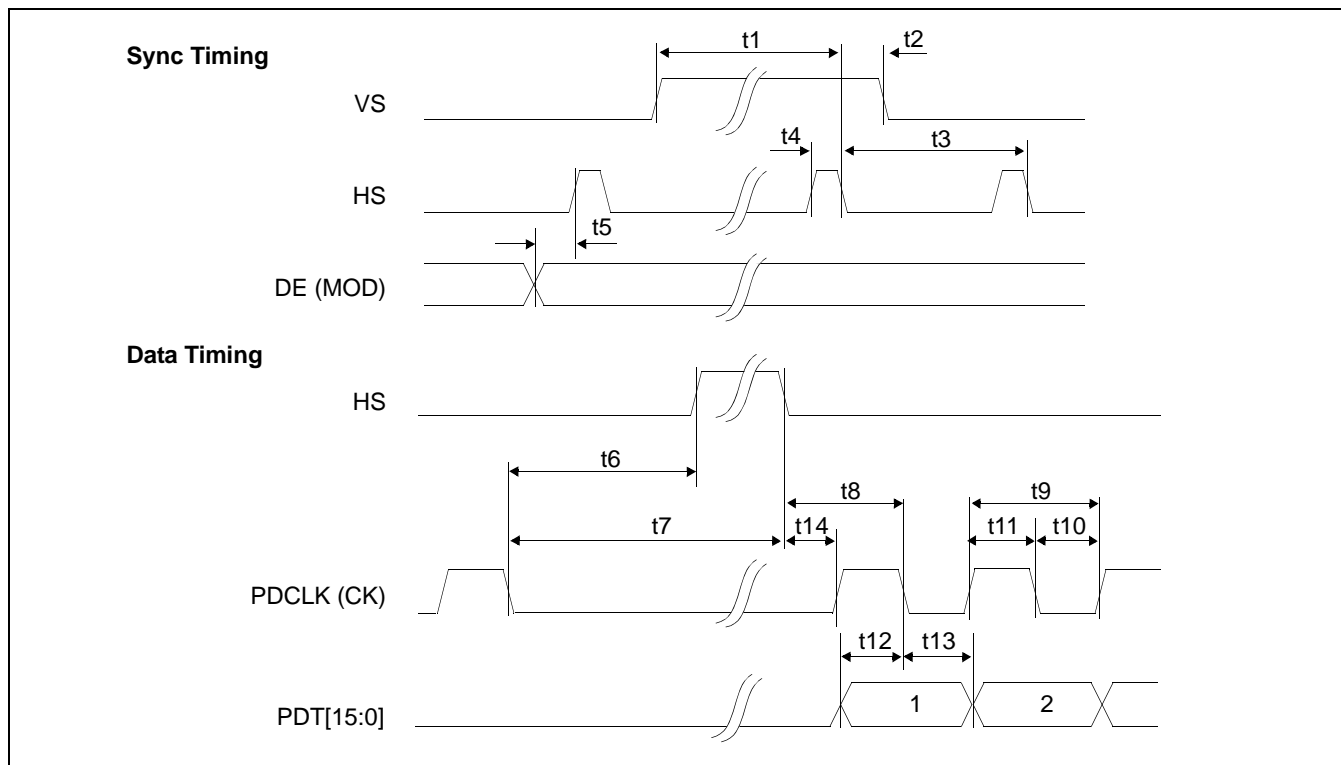 Sync Timing
t1
t2
VS
t4
t3
HS
t5
DE (MOD)
Data Timing
HS
t6
t8
t9
t7
t14
t11
t10
PDCLK (CK)
t12
t13
PDT[15:0]
1
2